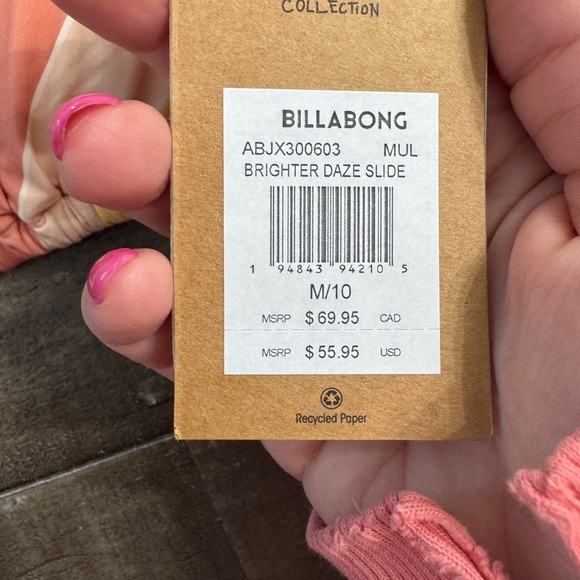 COLLECTION
BILLABONG
ABJX300603 MUL
BRIGHTER DAZE SLIDE
1 94843 94210 5
M/10
MSRP $69.95 CAD
MSRP $55.95 USD
Recycled Paper